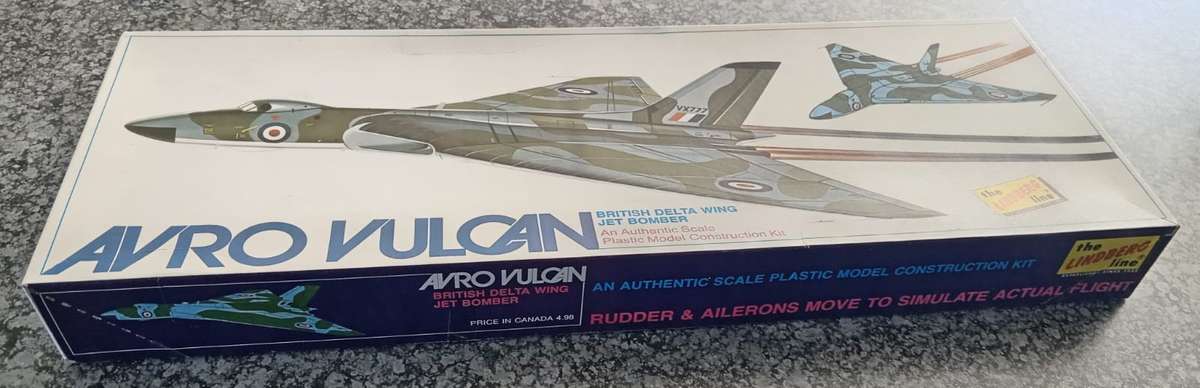 VX777
AVRO VULCAN
BRITISH DELTA WING
JET BOMBER
An Authentic Scale
Plastic Model Construction Kit
the
LINDBERG
line
AVRO VULCAN
BRITISH DELTA WING
JET BOMBER
PRICE IN CANADA 4.98
AN AUTHENTIC SCALE PLASTIC MODEL CONSTRUCTION KIT
RUDDER & AILERONS MOVE TO SIMULATE ACTUAL FLIGHT
the
LINDBERG
line